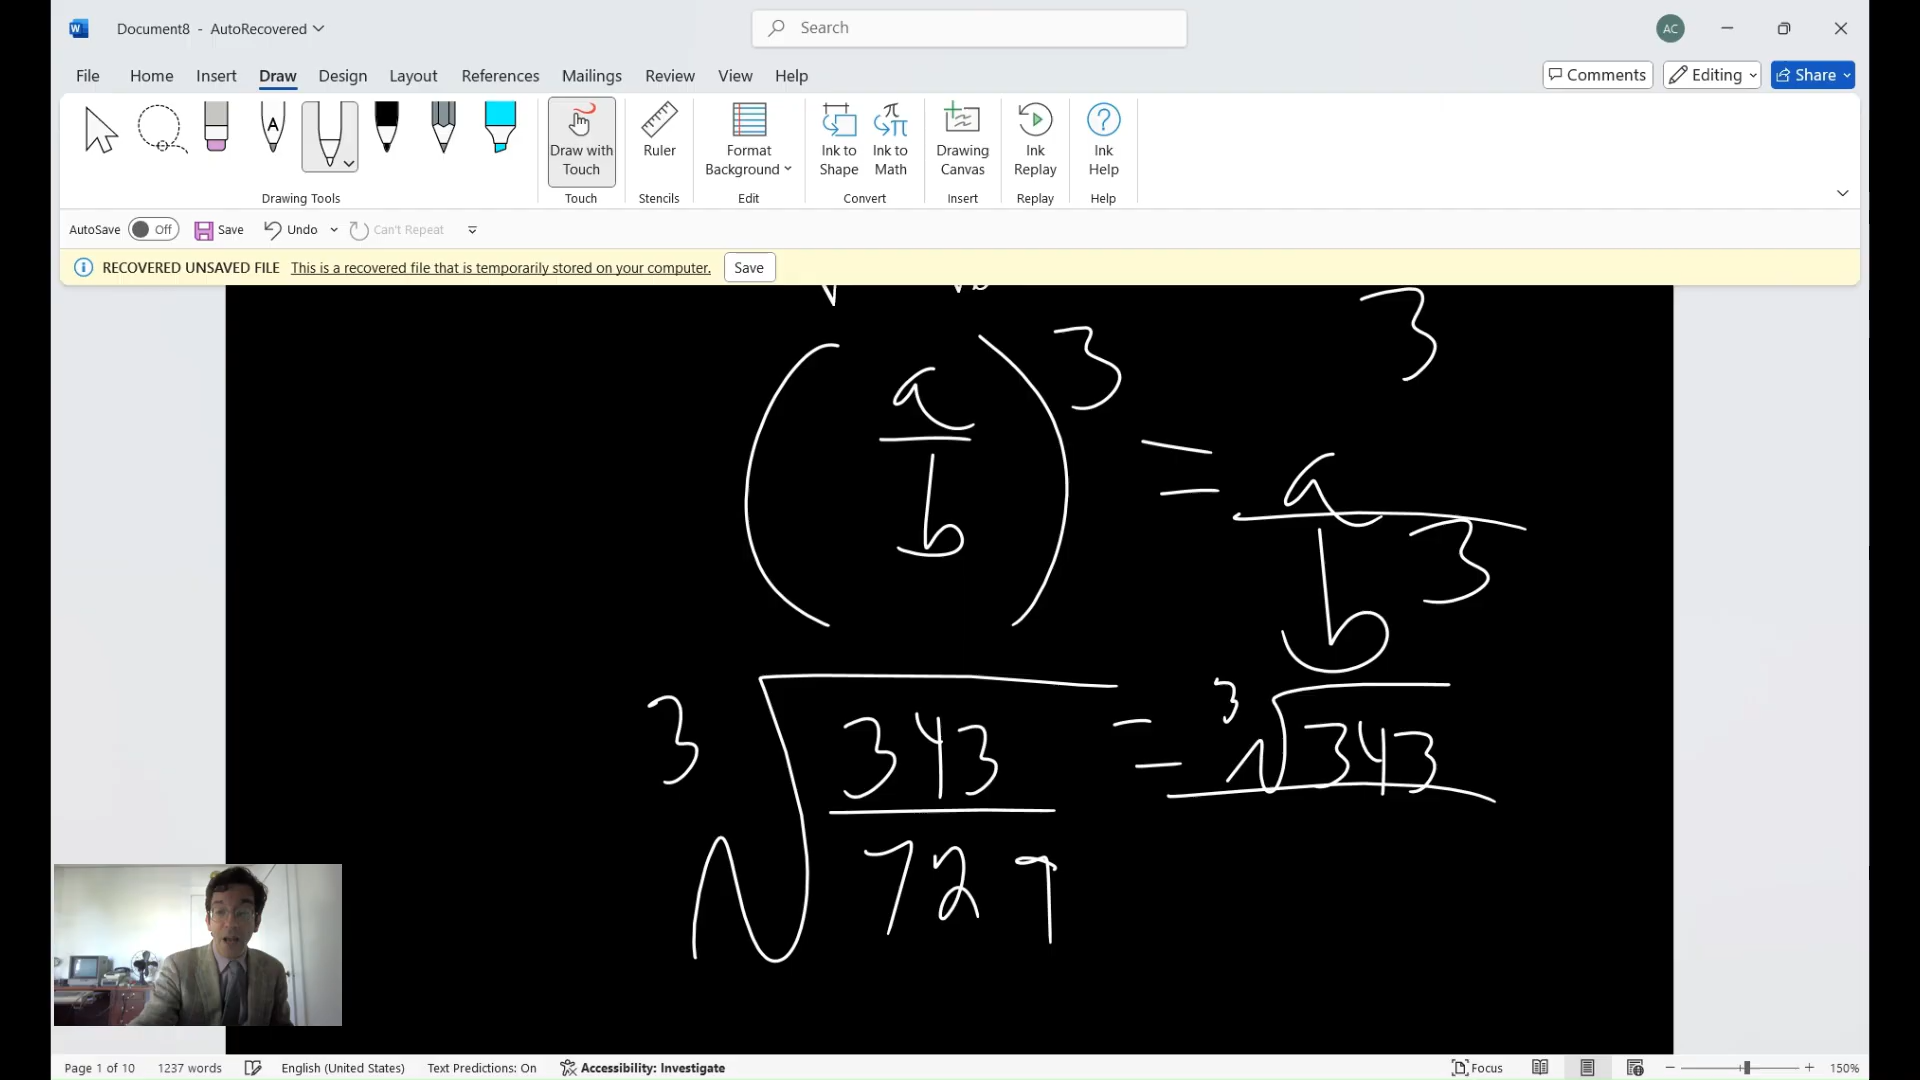 Document8 - AutoRecovered
Search
AC
File Home Insert Draw Design Layout References Mailings Review View Help
Comments Editing Share
A
Draw with Touch
Ruler
Format Background
Ink to Shape
Ink to Math
Drawing Canvas
Ink Replay
Ink Help
Drawing Tools Touch Stencils Edit Convert Insert Replay Help
AutoSave Off Save Undo Can't Repeat
RECOVERED UNSAVED FILE This is a recovered file that is temporarily stored on your computer. Save
(a/b)^3 = a^3/b^3
∛(343/729) = ∛343
Page 1 of 10 1237 words English (United States) Text Predictions: On Accessibility: Investigate Focus 150%